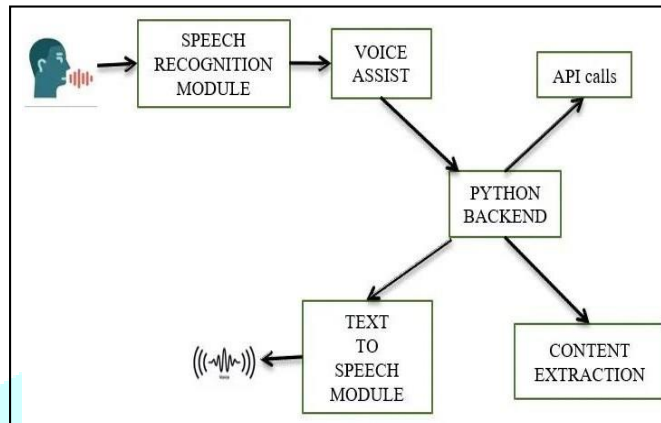 SPEECH
RECOGNITION
MODULE
VOICE
ASSIST
API calls
PYTHON
BACKEND
TEXT
TO
SPEECH
MODULE
CONTENT
EXTRACTION